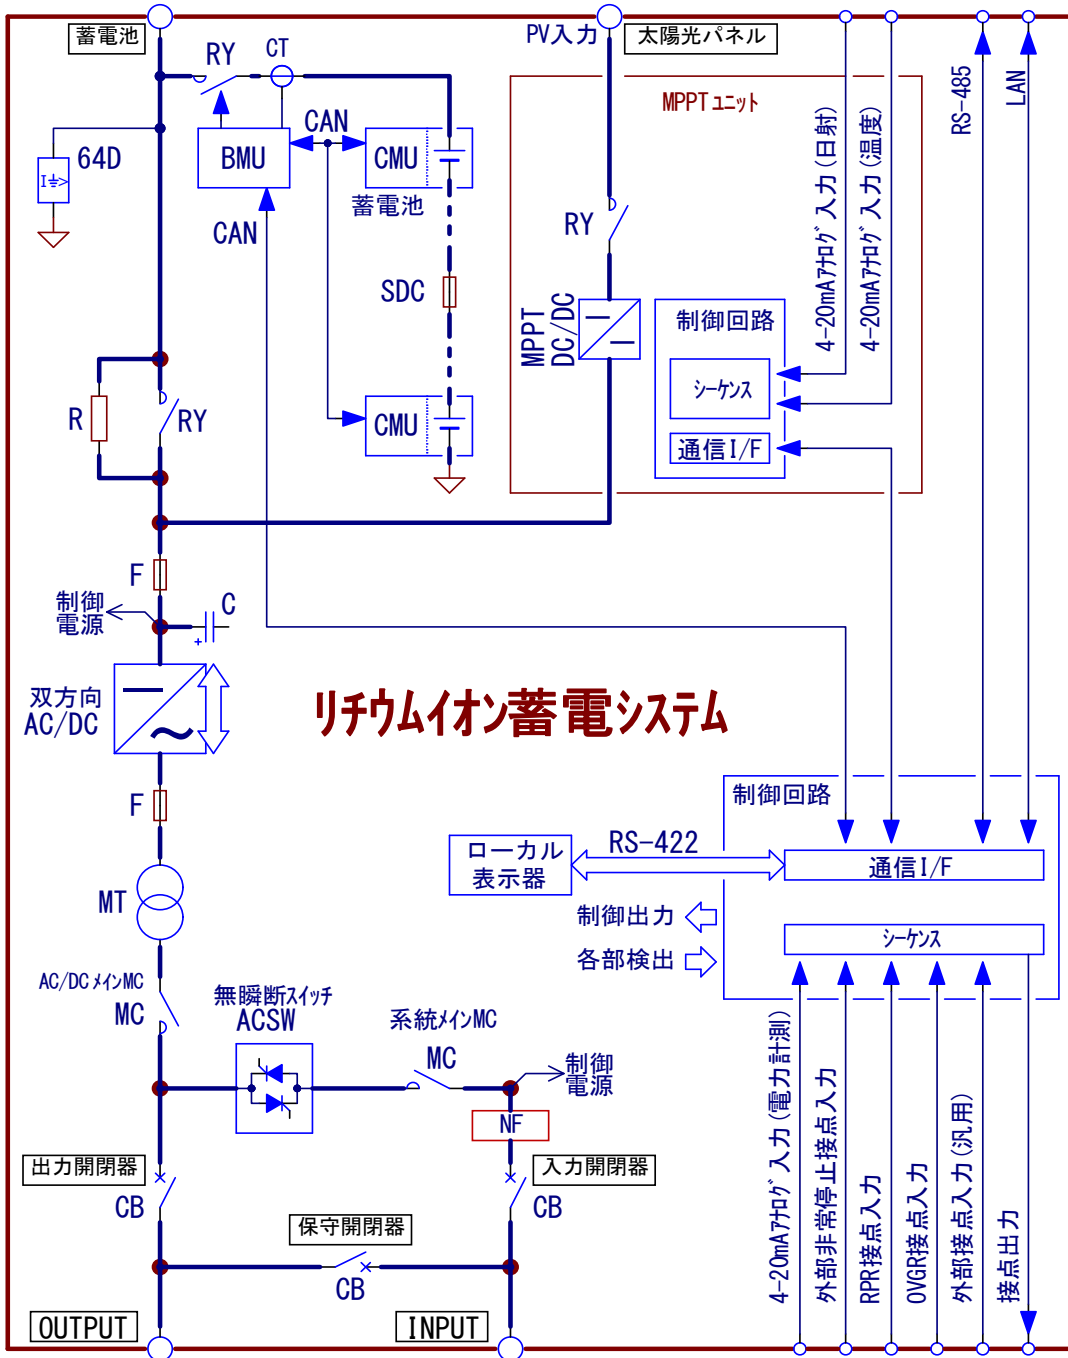 蓄電池
PV入力
太陽光パネル
RY
CT
MPPTユニット
RS-485
LAN
64D
I>
BMU
CAN
CMU
蓄電池
4-20mAアナログ入力(日射)
4-20mAアナログ入力(温度)
CAN
RY
SDC
MPPT
DC/DC
制御回路
シーケンス
通信I/F
R
RY
CMU
F
制御
電源
C
+
双方向
AC/DC
リチウムイオン蓄電システム
F
制御回路
ローカル
表示器
RS-422
通信I/F
MT
制御出力
シーケンス
各部検出
AC/DCメインMC
MC
無瞬断スイッチ
ACSW
系統メインMC
MC
制御
電源
NF
4-20mAアナログ入力(電力計測)
外部非常停止接点入力
RPR接点入力
OVGR接点入力
外部接点入力(汎用)
接点出力
出力開閉器
CB
入力開閉器
CB
保守開閉器
CB
OUTPUT
INPUT